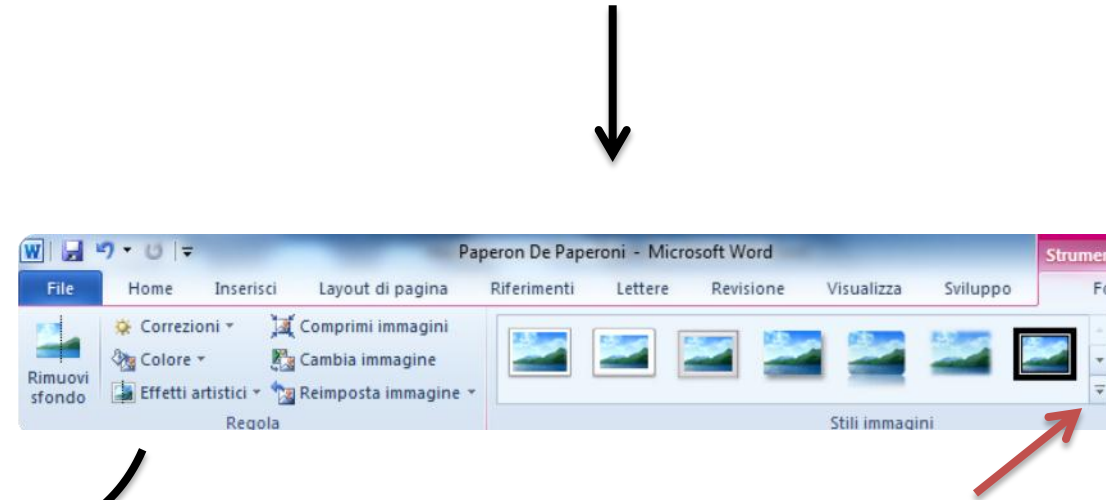 W
Paperon De Paperoni - Microsoft Word
Strumen
File Home Inserisci Layout di pagina Riferimenti Lettere Revisione Visualizza Sviluppo Fo
Rimuovi sfondo
Correzioni
Colore
Effetti artistici
Comprimi immagini
Cambia immagine
Reimposta immagine
Regola
Stili immagini